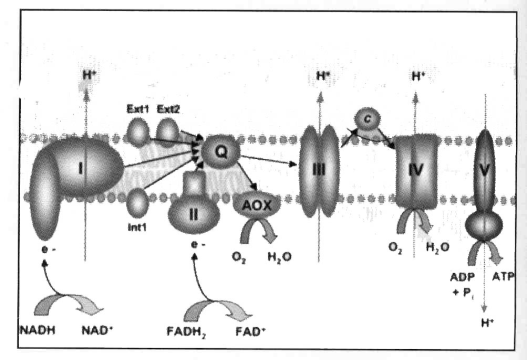 H⁺ H⁺ H⁺
Ext1 Ext2
I Q III C IV V
Int1 II AOX
e - e - O₂ H₂O O₂ H₂O ADP + Pᵢ ATP
NADH NAD⁺ FADH₂ FAD⁺ H⁺